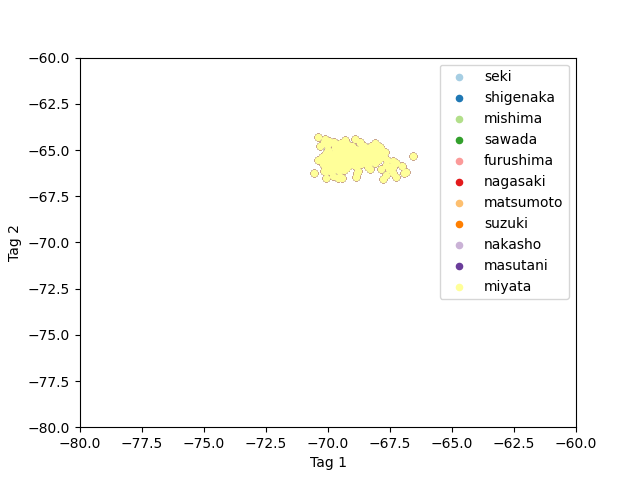 −60.0
−62.5
−65.0
−67.5
−70.0
−72.5
−75.0
−77.5
−80.0
Tag 2
seki
shigenaka
mishima
sawada
furushima
nagasaki
matsumoto
suzuki
nakasho
masutani
miyata
−80.0 −77.5 −75.0 −72.5 −70.0 −67.5 −65.0 −62.5 −60.0
Tag 1